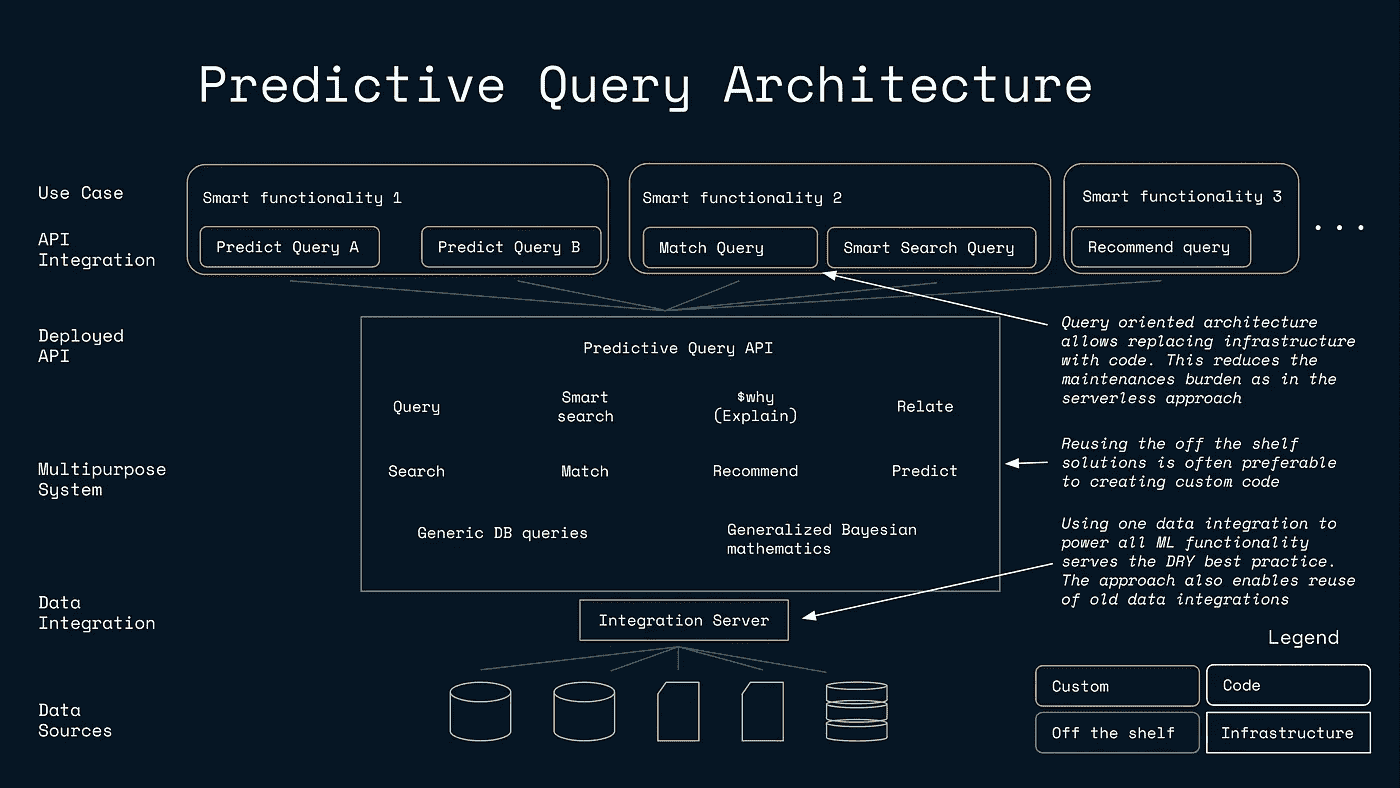 Predictive Query Architecture
Use Case
API
Integration
Smart functionality 1
Predict Query A
Predict Query B
Smart functionality 2
Match Query
Smart Search Query
Smart functionality 3
Recommend query
...
Deployed
API
Predictive Query API
Query
Smart
search
$why
(Explain)
Relate
Multipurpose
System
Search
Match
Recommend
Predict
Generic DB queries
Generalized Bayesian
mathematics
Query oriented architecture
allows replacing infrastructure
with code. This reduces the
maintenances burden as in the
serverless approach
Reusing the off the shelf
solutions is often preferable
to creating custom code
Using one data integration to
power all ML functionality
serves the DRY best practice.
The approach also enables reuse
of old data integrations
Data
Integration
Integration Server
Data
Sources
Legend
Custom
Code
Off the shelf
Infrastructure